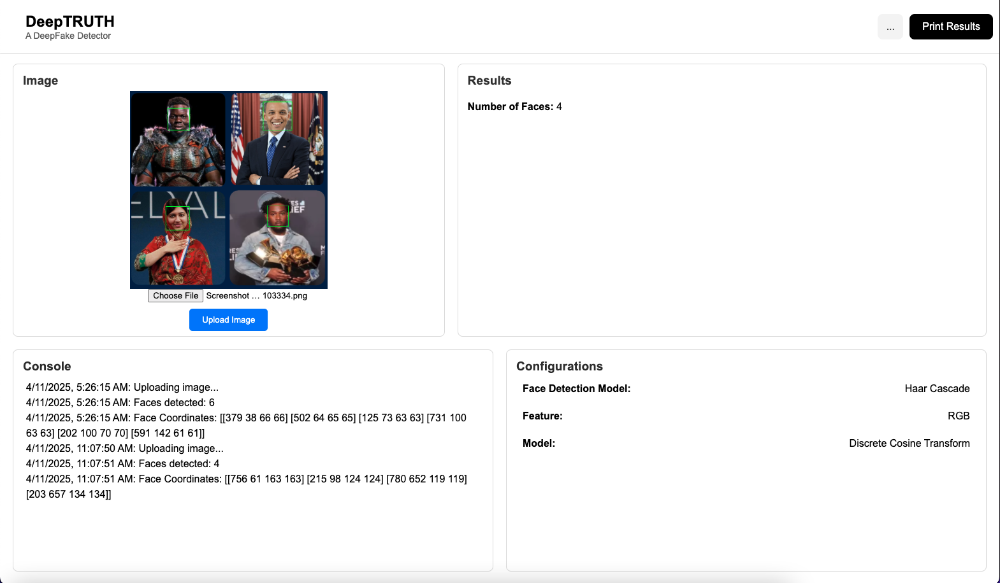 DeepTRUTH
A DeepFake Detector
...
Print Results
Image
EDAL
ES
IEF
RES
LI
M
F
Choose File Screenshot … 103334.png
Upload Image
Results
Number of Faces: 4
Console
4/11/2025, 5:26:15 AM: Uploading image...
4/11/2025, 5:26:15 AM: Faces detected: 6
4/11/2025, 5:26:15 AM: Face Coordinates: [[379 38 66 66] [502 64 65 65] [125 73 63 63] [731 100
63 63] [202 100 70 70] [591 142 61 61]]
4/11/2025, 11:07:50 AM: Uploading image...
4/11/2025, 11:07:51 AM: Faces detected: 4
4/11/2025, 11:07:51 AM: Face Coordinates: [[756 61 163 163] [215 98 124 124] [780 652 119 119]
[203 657 134 134]]
Configurations
Face Detection Model: Haar Cascade
Feature: RGB
Model: Discrete Cosine Transform